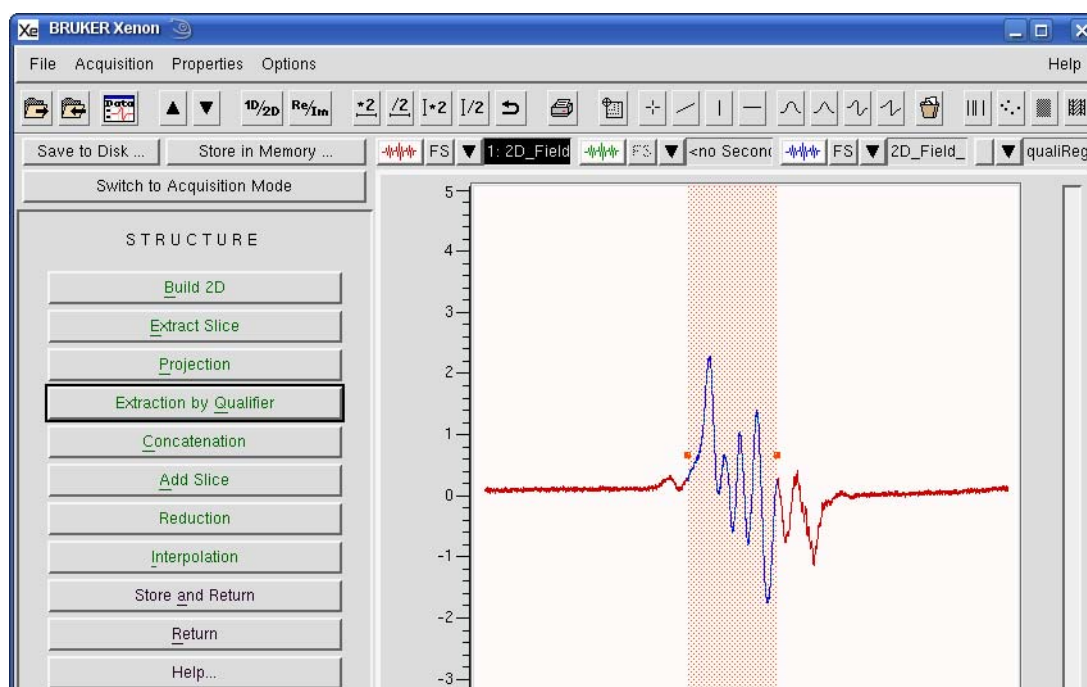 Xe BRUKER Xenon
File Acquisition Properties Options Help
Data 1D/2D Re/Im *2 /2 *2 /2
Save to Disk ... Store in Memory ... FS 1: 2D_Field FS <no Second FS 2D_Field_ qualiReg
Switch to Acquisition Mode
STRUCTURE
Build 2D
Extract Slice
Projection
Extraction by Qualifier
Concatenation
Add Slice
Reduction
Interpolation
Store and Return
Return
Help...
5
4
3
2
1
0
-1
-2
-3